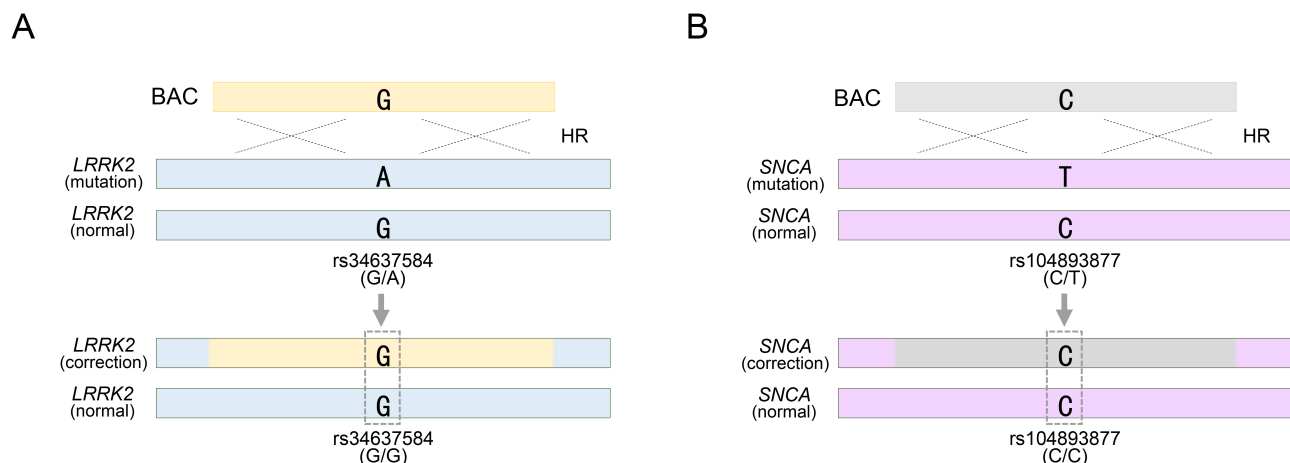 A
BAC
G
HR
LRRK2
(mutation)
A
LRRK2
(normal)
G
rs34637584
(G/A)
LRRK2
(correction)
G
LRRK2
(normal)
G
rs34637584
(G/G)
B
BAC
C
HR
SNCA
(mutation)
T
SNCA
(normal)
C
rs104893877
(C/T)
SNCA
(correction)
C
SNCA
(normal)
C
rs104893877
(C/C)